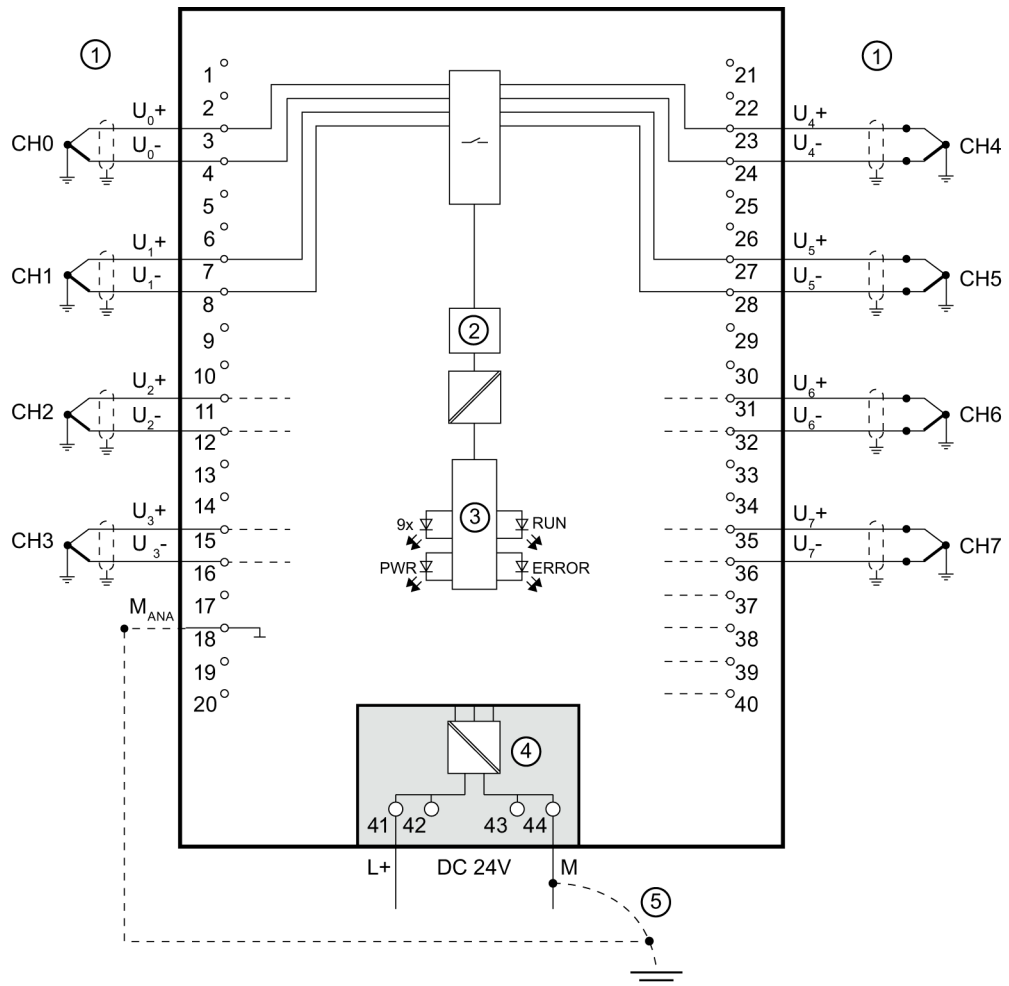 1
1
1
21
2
22
U0+
U4+
CH0
3
23
CH4
U0-
U4-
4
24
5
25
6
26
U1+
U5+
CH1
7
27
CH5
U1-
U5-
8
28
9
29
2
10
30
U2+
U6+
CH2
11
31
CH6
U2-
U6-
12
32
13
33
14
34
U3+
U7+
3
9x
RUN
CH3
15
35
CH7
U3-
U7-
16
36
PWR
ERROR
MANA
17
37
18
38
19
39
20
40
4
41 42
43 44
L+
DC 24V
M
5